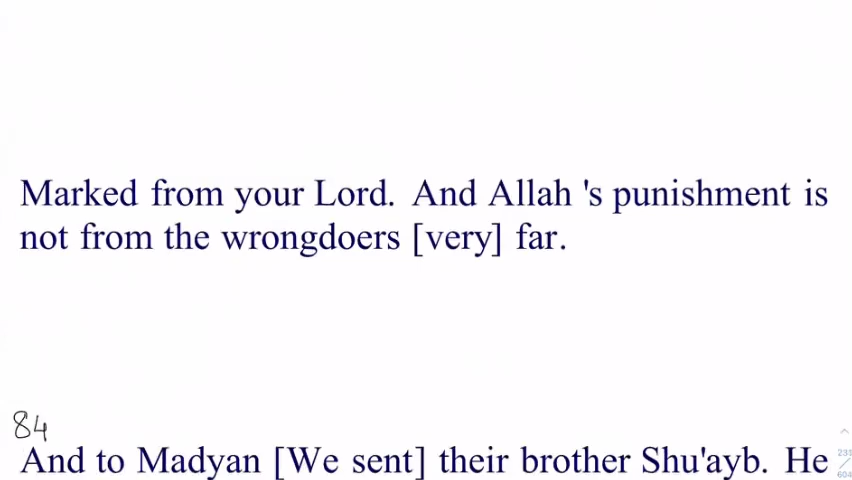 Marked from your Lord. And Allah 's punishment is
not from the wrongdoers [very] far.
84
And to Madyan [We sent] their brother Shu'ayb. He
231
/
604